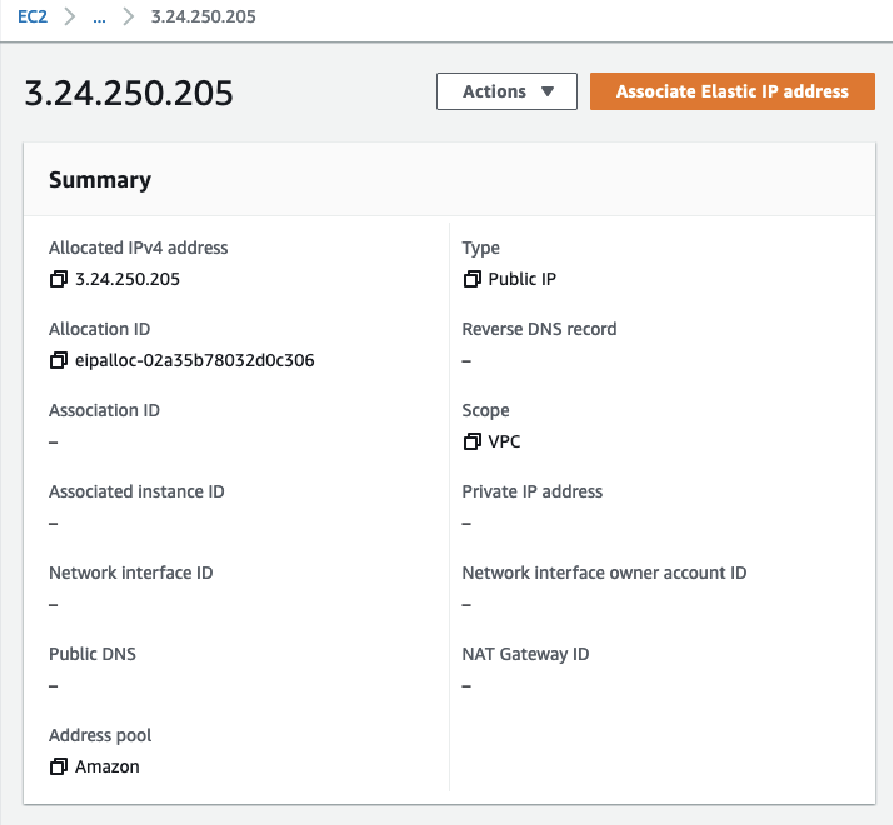 EC2 > ... > 3.24.250.205
3.24.250.205
Actions ▼
Associate Elastic IP address
Summary
Allocated IPv4 address
3.24.250.205
Allocation ID
eipalloc-02a35b78032d0c306
Association ID
–
Associated instance ID
–
Network interface ID
–
Public DNS
–
Address pool
Amazon
Type
Public IP
Reverse DNS record
–
Scope
VPC
Private IP address
–
Network interface owner account ID
–
NAT Gateway ID
–